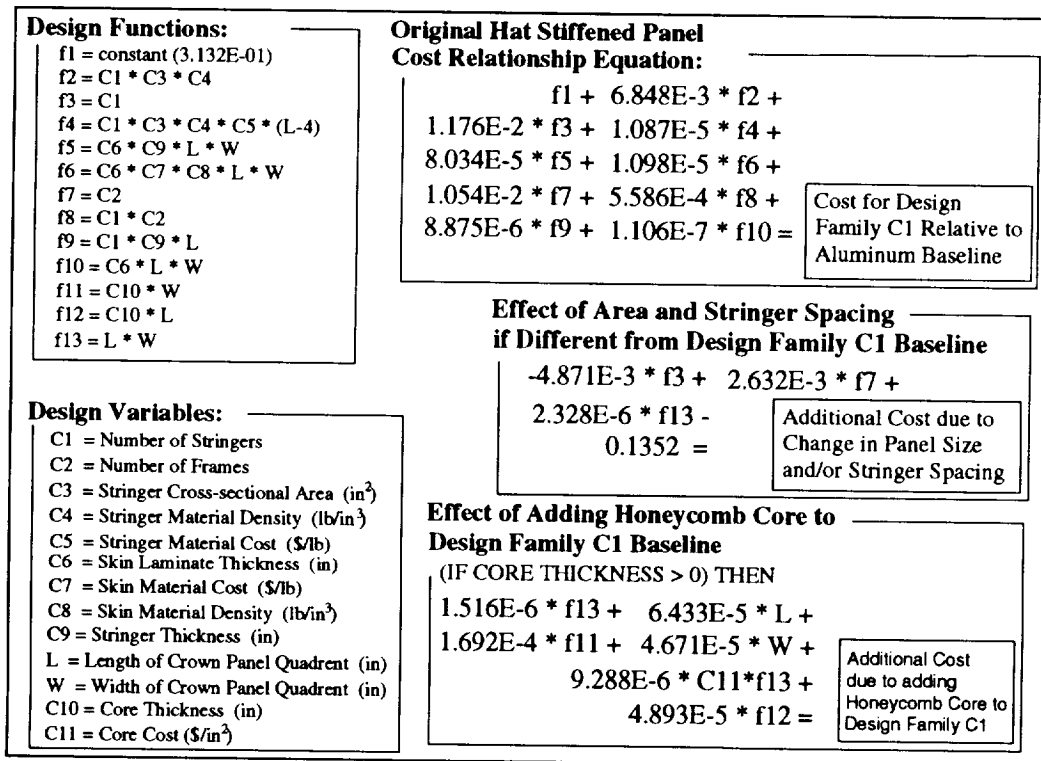 Design Functions:
f1 = constant (3.132E-01)
f2 = C1 * C3 * C4
f3 = C1
f4 = C1 * C3 * C4 * C5 * (L-4)
f5 = C6 * C9 * L * W
f6 = C6 * C7 * C8 * L * W
f7 = C2
f8 = C1 * C2
f9 = C1 * C9 * L
f10 = C6 * L * W
f11 = C10 * W
f12 = C10 * L
f13 = L * W
Design Variables:
C1 = Number of Stringers
C2 = Number of Frames
C3 = Stringer Cross-sectional Area (in²)
C4 = Stringer Material Density (lb/in³)
C5 = Stringer Material Cost ($/lb)
C6 = Skin Laminate Thickness (in)
C7 = Skin Material Cost ($/lb)
C8 = Skin Material Density (lb/in³)
C9 = Stringer Thickness (in)
L = Length of Crown Panel Quadrent (in)
W = Width of Crown Panel Quadrent (in)
C10 = Core Thickness (in)
C11 = Core Cost ($/in²)
Original Hat Stiffened Panel
Cost Relationship Equation:
f1 + 6.848E-3 * f2 +
1.176E-2 * f3 + 1.087E-5 * f4 +
8.034E-5 * f5 + 1.098E-5 * f6 +
1.054E-2 * f7 + 5.586E-4 * f8 +
8.875E-6 * f9 + 1.106E-7 * f10 =
Cost for Design
Family C1 Relative to
Aluminum Baseline
Effect of Area and Stringer Spacing
if Different from Design Family C1 Baseline
-4.871E-3 * f3 + 2.632E-3 * f7 +
2.328E-6 * f13 -
0.1352 =
Additional Cost due to
Change in Panel Size
and/or Stringer Spacing
Effect of Adding Honeycomb Core to
Design Family C1 Baseline
(IF CORE THICKNESS > 0) THEN
1.516E-6 * f13 + 6.433E-5 * L +
1.692E-4 * f11 + 4.671E-5 * W +
9.288E-6 * C11*f13 +
4.893E-5 * f12 =
Additional Cost
due to adding
Honeycomb Core to
Design Family C1